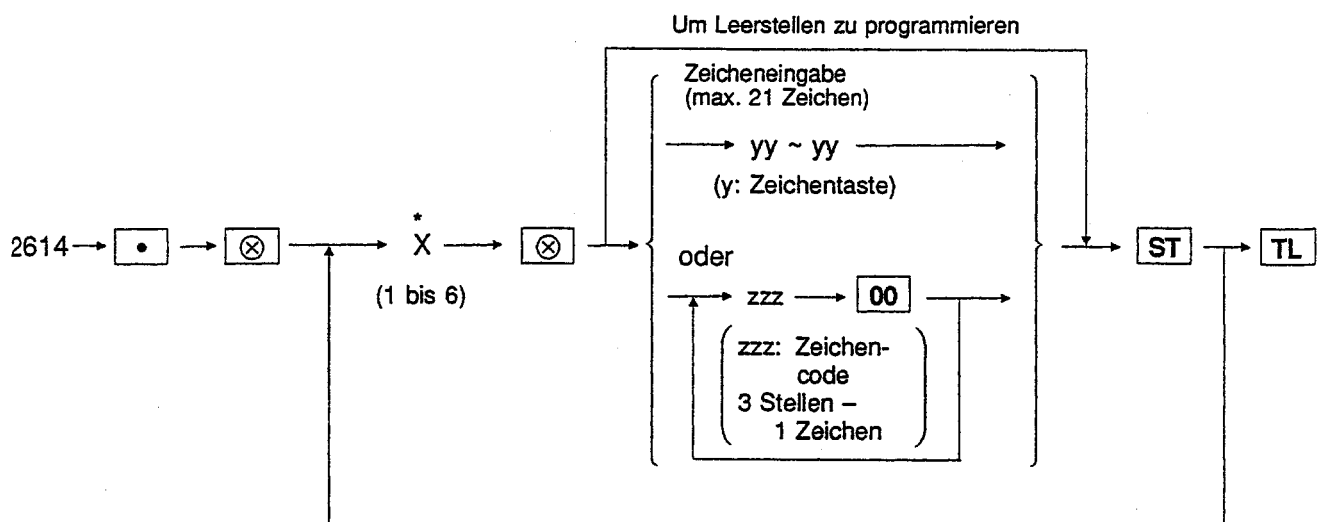 Um Leerstellen zu programmieren
Zeicheneingabe
(max. 21 Zeichen)
yy ~ yy
(y: Zeichentaste)
2614 • ⊗ * X ⊗ ST TL
(1 bis 6)
oder
zzz 00
zzz: Zeichen-
code
3 Stellen –
1 Zeichen